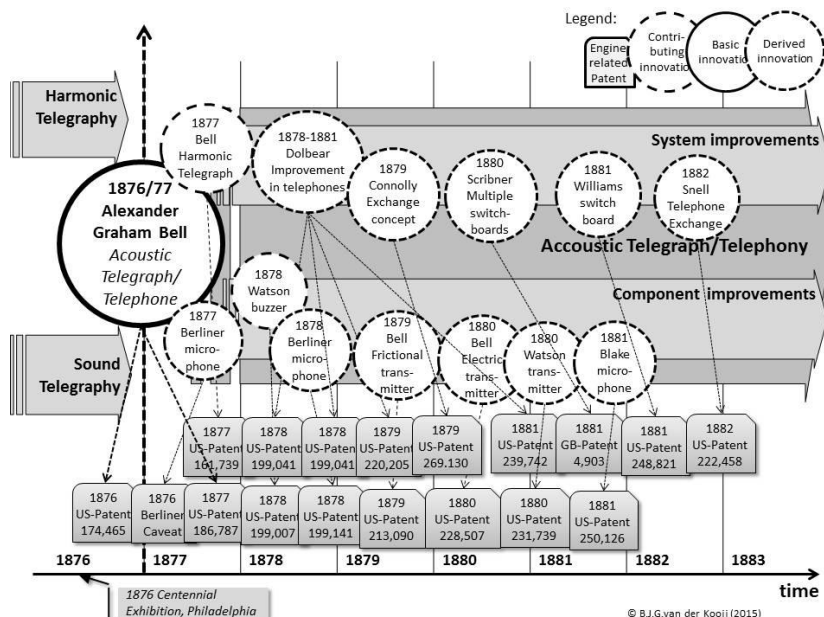 Legend:
Engine
related
Patent
Contri-
buting
innovatio
Basic
innovatio
Derived
innovation
Harmonic
Telegraphy
1877
Bell
Harmonic
Telegraph
1878-1881
Dolbear
Improvement
in telephones
1879
Connolly
Exchange
concept
1880
Scribner
Multiple
switch-
boards
1881
Williams
switch
board
1882
Snell
Telephone
Exchange
System improvements
1876/77
Alexander
Graham Bell
Acoustic
Telegraph/
Telephone
Accoustic Telegraph/Telephony
Component improvements
Sound
Telegraphy
1877
Berliner
micro-
phone
1878
Watson
buzzer
1878
Berliner
micro-
phone
1879
Bell
Frictional
trans-
mitter
1880
Bell
Electric
trans-
mitter
1880
Watson
trans-
mitter
1881
Blake
micro-
phone
1877
US-Patent
161,739
1878
US-Patent
199,041
1878
US-Patent
199,041
1879
US-Patent
220,205
1879
US-Patent
269.130
1881
US-Patent
239,742
1881
GB-Patent
4,903
1881
US-Patent
248,821
1882
US-Patent
222,458
1876
US-Patent
174,465
1876
Berliner
Caveat
1877
US-Patent
186,787
1878
US-Patent
199,007
1878
US-Patent
199,141
1879
US-Patent
213,090
1880
US-Patent
228,507
1880
US-Patent
231,739
1881
US-Patent
250,126
1876
1877
1878
1879
1880
1881
1882
1883
time
1876 Centennial
Exhibition, Philadelphia
© B.J.G.van der Kooij (2015)